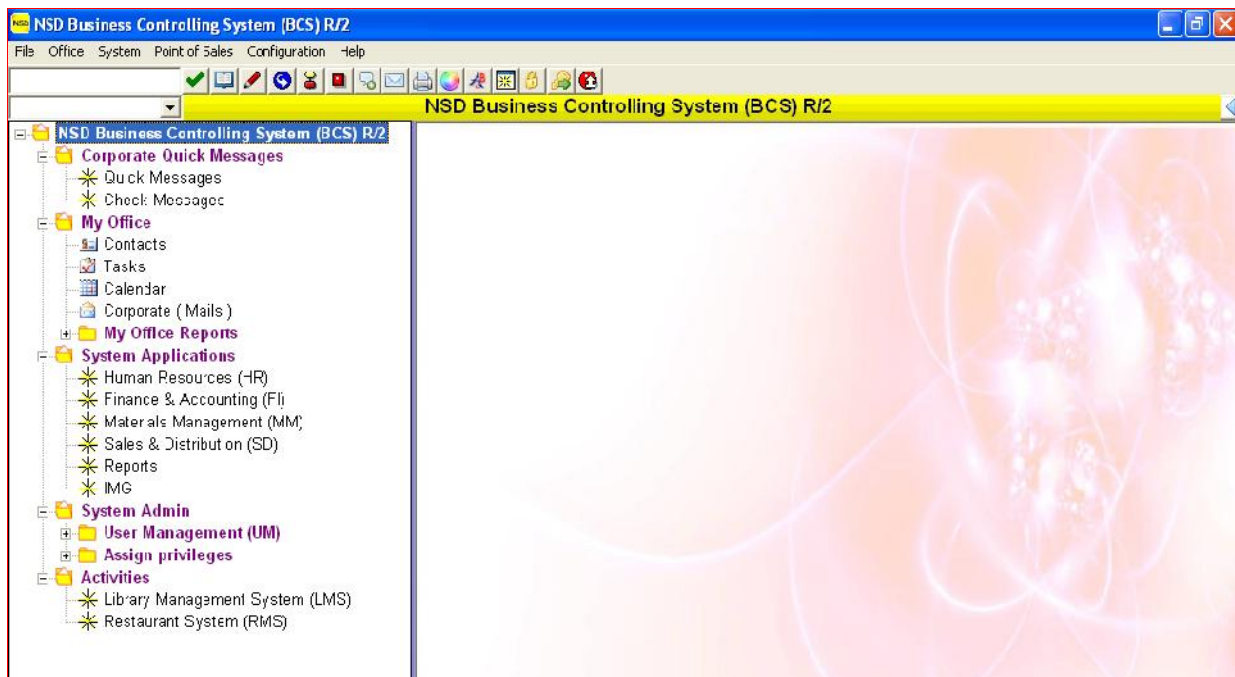 NSD NSD Business Controlling System (BCS) R/2
File Office System Point of Sales Configuration Help
NSD Business Controlling System (BCS) R/2
NSD Business Controlling System (BCS) R/2
Corporate Quick Messages
Quick Messages
Check Messages
My Office
Contacts
Tasks
Calendar
Corporate ( Mails )
My Office Reports
System Applications
Human Resources (HR)
Finance & Accounting (FI)
Materials Management (MM)
Sales & Distribution (SD)
Reports
IMG
System Admin
User Management (UM)
Assign privileges
Activities
Library Management System (LMS)
Restaurant System (RMS)